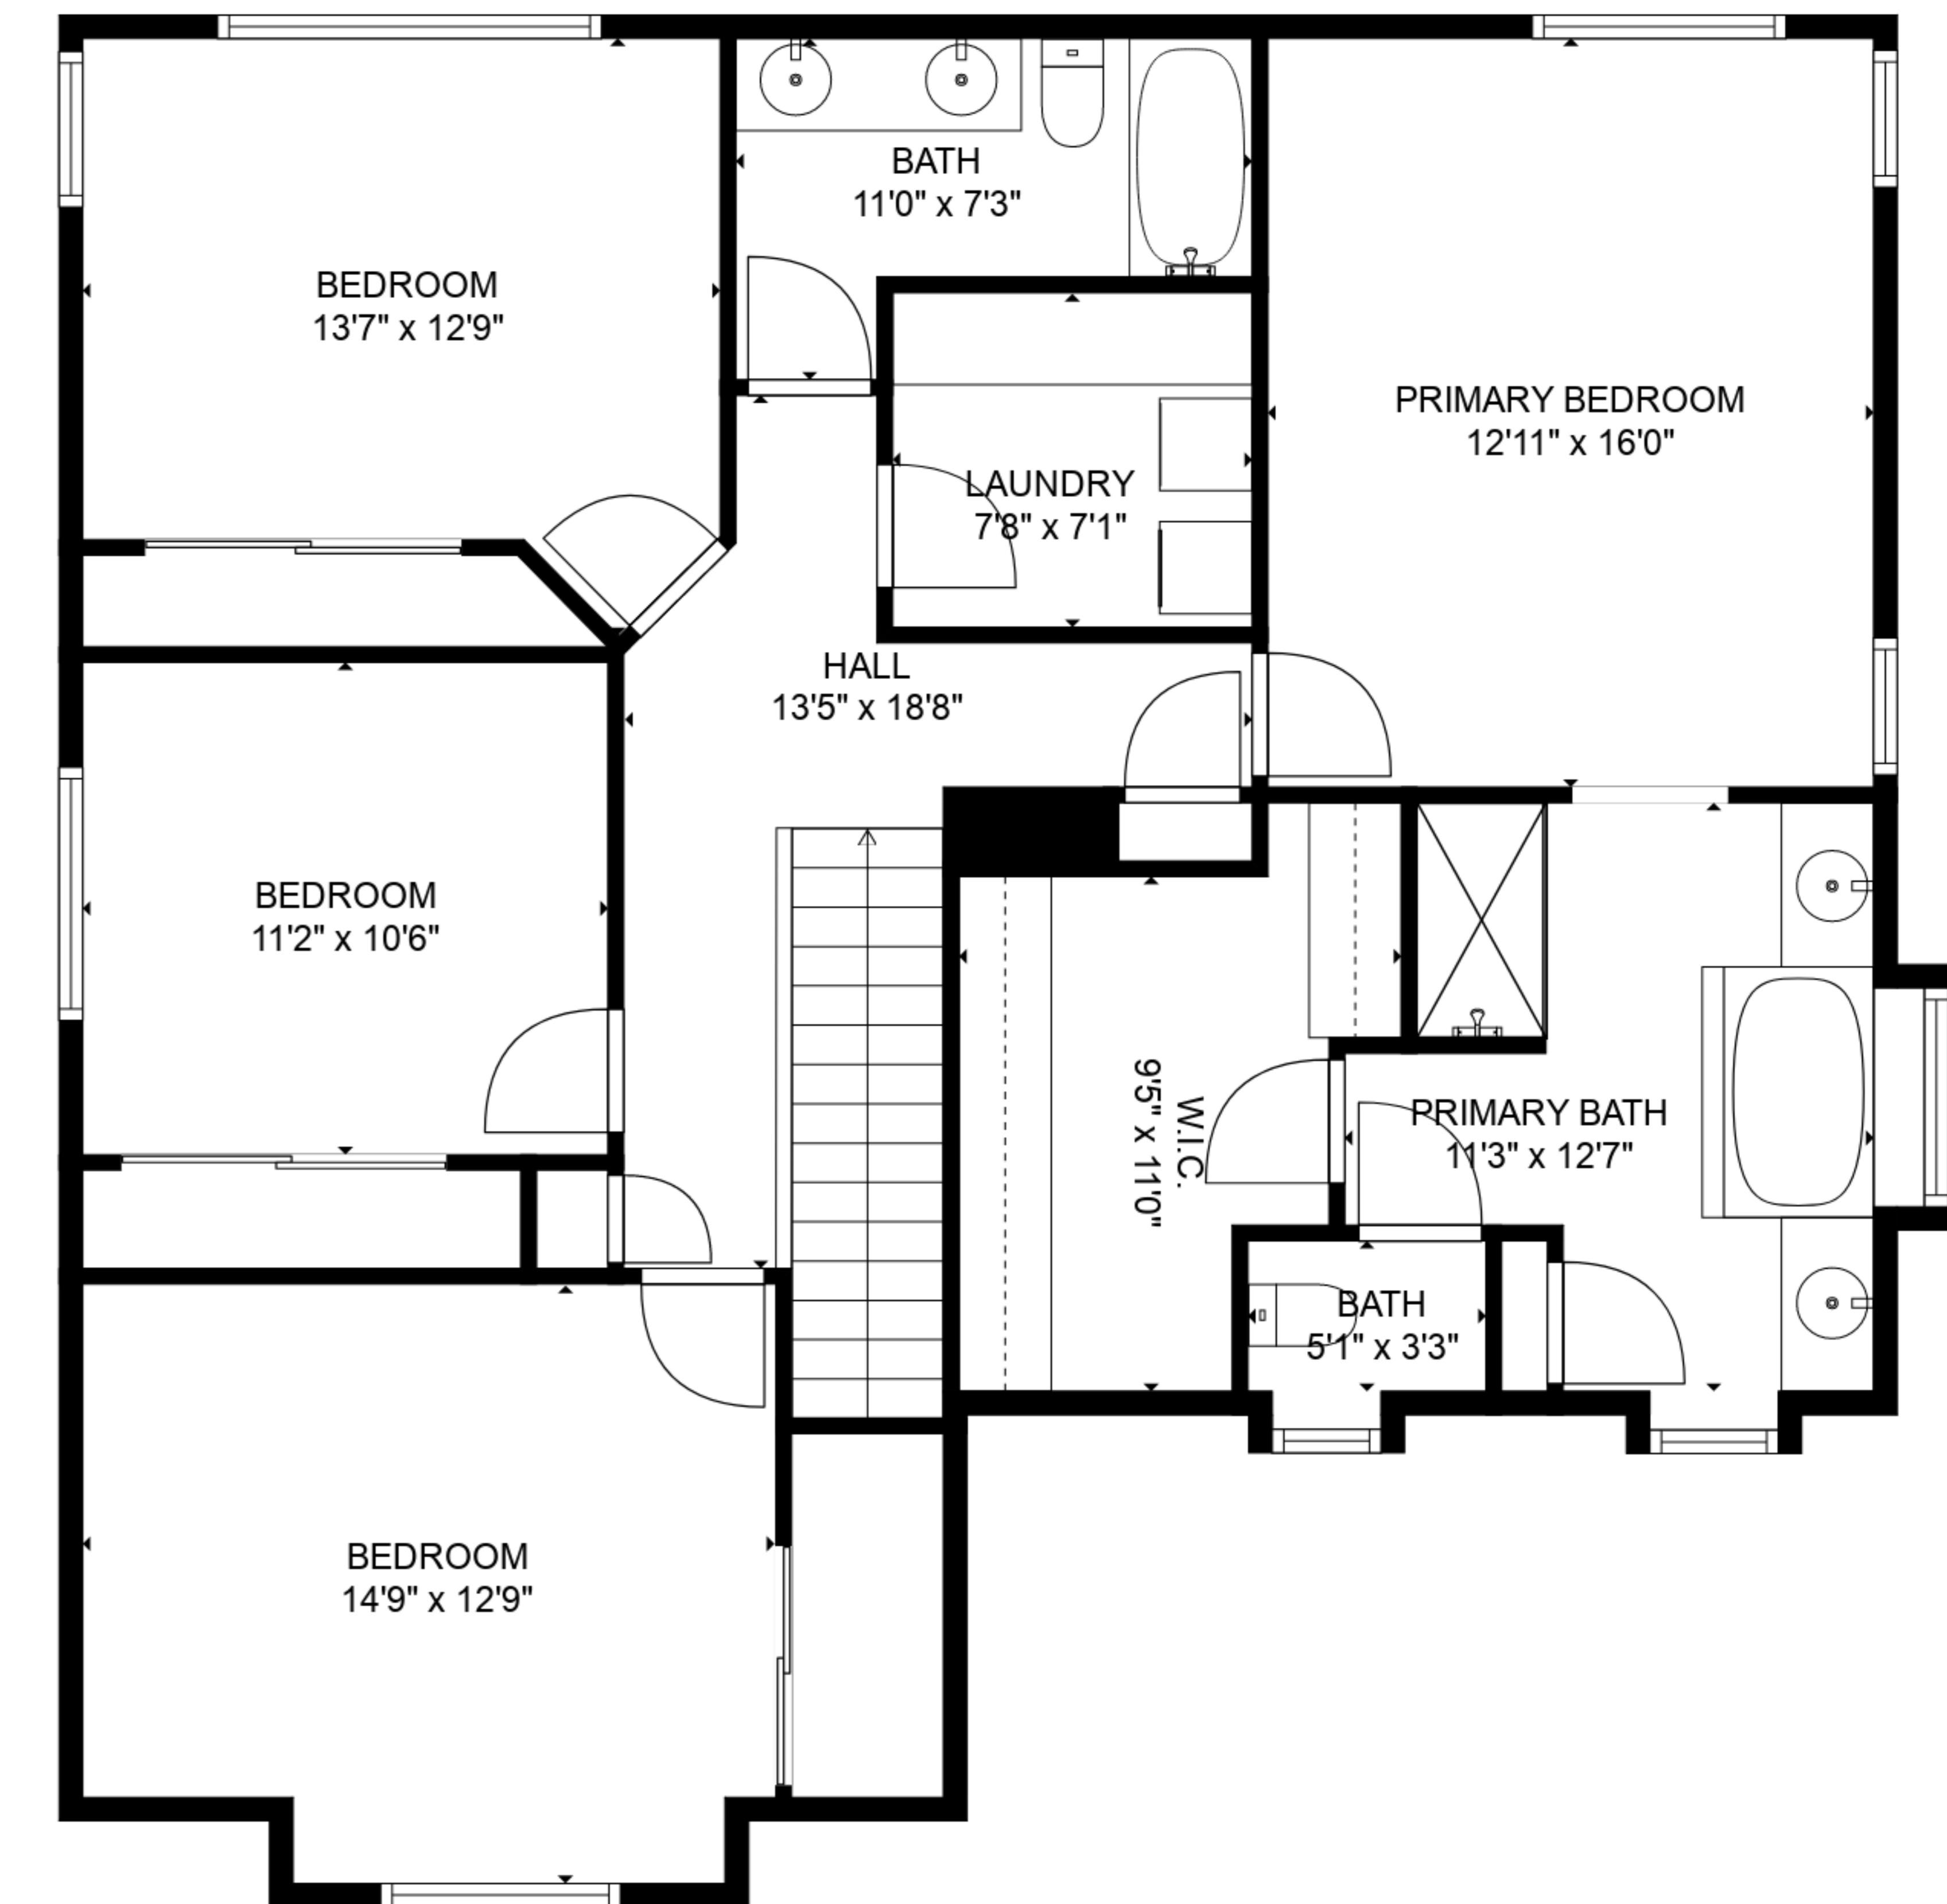 BATH
11'0" x 7'3"
BEDROOM
13'7" x 12'9"
PRIMARY BEDROOM
12'11" x 16'0"
LAUNDRY
7'8" x 7'1"
HALL
13'5" x 18'8"
BEDROOM
11'2" x 10'6"
W.I.C.
9'5" x 11'0"
PRIMARY BATH
11'3" x 12'7"
BATH
5'1" x 3'3"
BEDROOM
14'9" x 12'9"